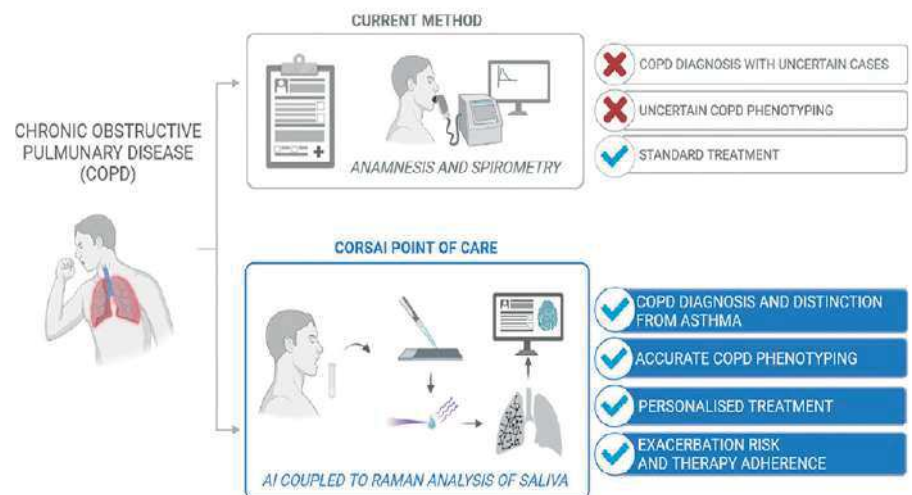 CURRENT METHOD
CHRONIC OBSTRUCTIVE
PULMUNARY DISEASE
(COPD)
ANAMNESIS AND SPIROMETRY
COPD DIAGNOSIS WITH UNCERTAIN CASES
UNCERTAIN COPD PHENOTYPING
STANDARD TREATMENT
CORSAI POINT OF CARE
AI COUPLED TO RAMAN ANALYSIS OF SALIVA
COPD DIAGNOSIS AND DISTINCTION
FROM ASTHMA
ACCURATE COPD PHENOTYPING
PERSONALISED TREATMENT
EXACERBATION RISK
AND THERAPY ADHERENCE